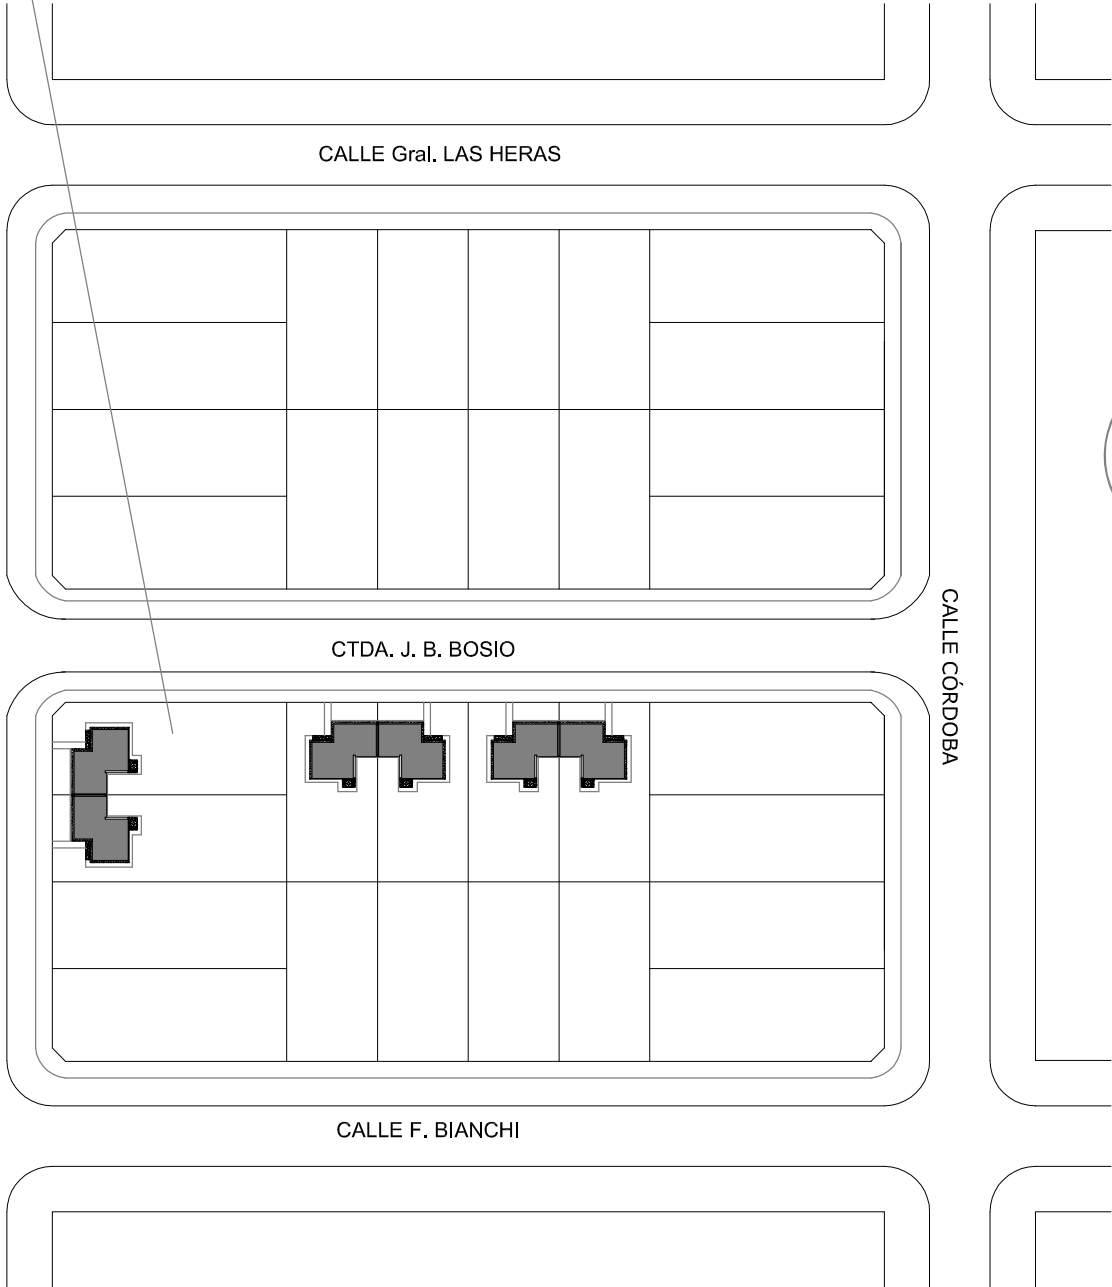 CALLE Gral. LAS HERAS
CTDA. J. B. BOSIO
CALLE CÓRDOBA
CALLE F. BIANCHI